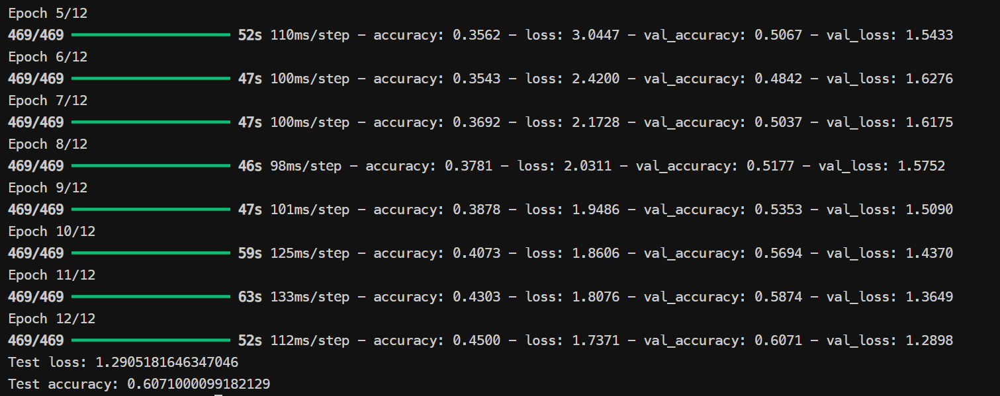 Epoch 5/12
469/469 52s 110ms/step - accuracy: 0.3562 - loss: 3.0447 - val_accuracy: 0.5067 - val_loss: 1.5433
Epoch 6/12
469/469 47s 100ms/step - accuracy: 0.3543 - loss: 2.4200 - val_accuracy: 0.4842 - val_loss: 1.6276
Epoch 7/12
469/469 47s 100ms/step - accuracy: 0.3692 - loss: 2.1728 - val_accuracy: 0.5037 - val_loss: 1.6175
Epoch 8/12
469/469 46s 98ms/step - accuracy: 0.3781 - loss: 2.0311 - val_accuracy: 0.5177 - val_loss: 1.5752
Epoch 9/12
469/469 47s 101ms/step - accuracy: 0.3878 - loss: 1.9486 - val_accuracy: 0.5353 - val_loss: 1.5090
Epoch 10/12
469/469 59s 125ms/step - accuracy: 0.4073 - loss: 1.8606 - val_accuracy: 0.5694 - val_loss: 1.4370
Epoch 11/12
469/469 63s 133ms/step - accuracy: 0.4303 - loss: 1.8076 - val_accuracy: 0.5874 - val_loss: 1.3649
Epoch 12/12
469/469 52s 112ms/step - accuracy: 0.4500 - loss: 1.7371 - val_accuracy: 0.6071 - val_loss: 1.2898
Test loss: 1.2905181646347046
Test accuracy: 0.6071000099182129